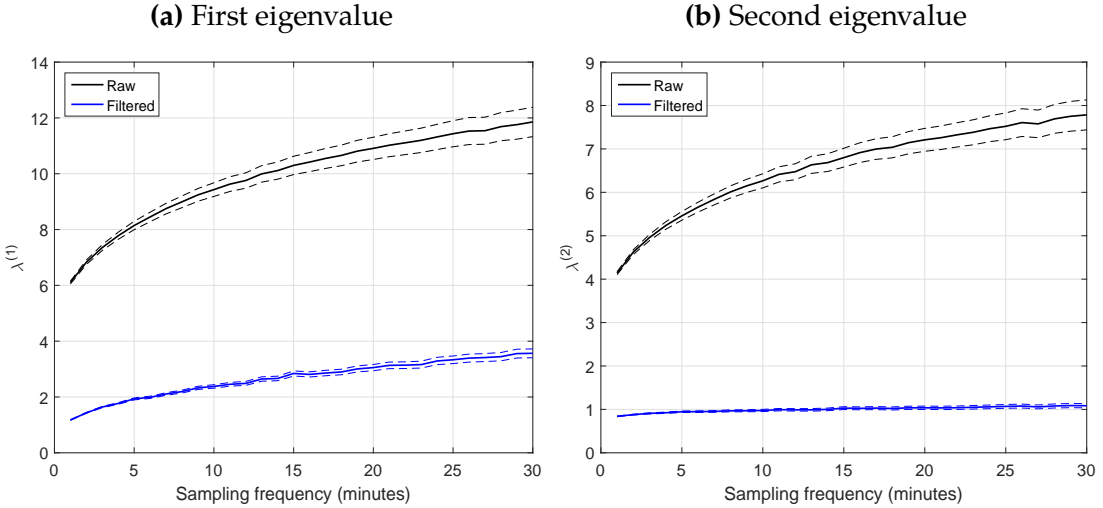 (a) First eigenvalue
14
12
10
8
6
4
2
0
0 5 10 15 20 25 30
λ(1)
Sampling frequency (minutes)
Raw
Filtered
(b) Second eigenvalue
9
8
7
6
5
4
3
2
1
0
0 5 10 15 20 25 30
λ(2)
Sampling frequency (minutes)
Raw
Filtered